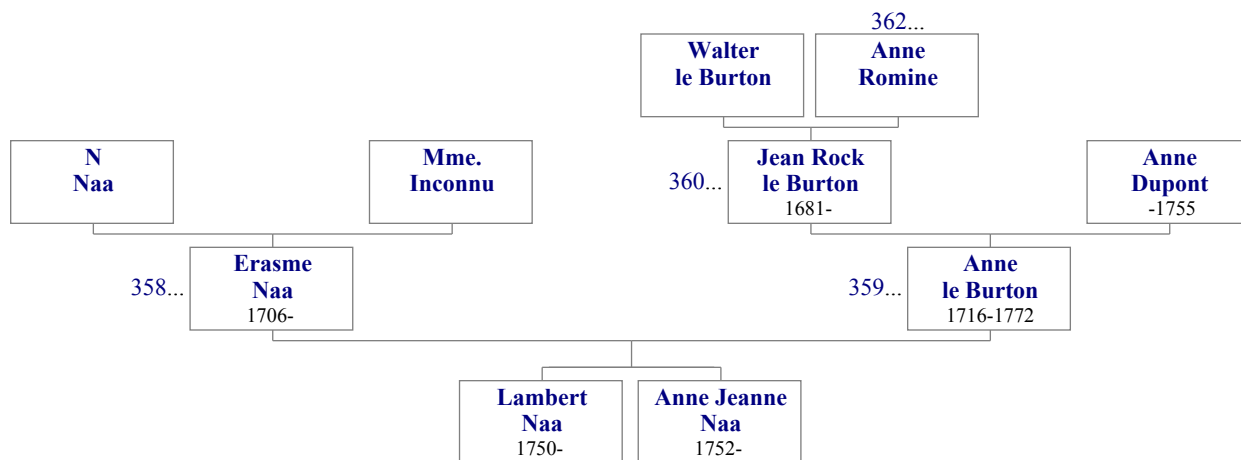 362...
Walter
le Burton
Anne
Romine
N
Naa
Mme.
Inconnu
360...
Jean Rock
le Burton
1681-
Anne
Dupont
-1755
358...
Erasme
Naa
1706-
359...
Anne
le Burton
1716-1772
Lambert
Naa
1750-
Anne Jeanne
Naa
1752-